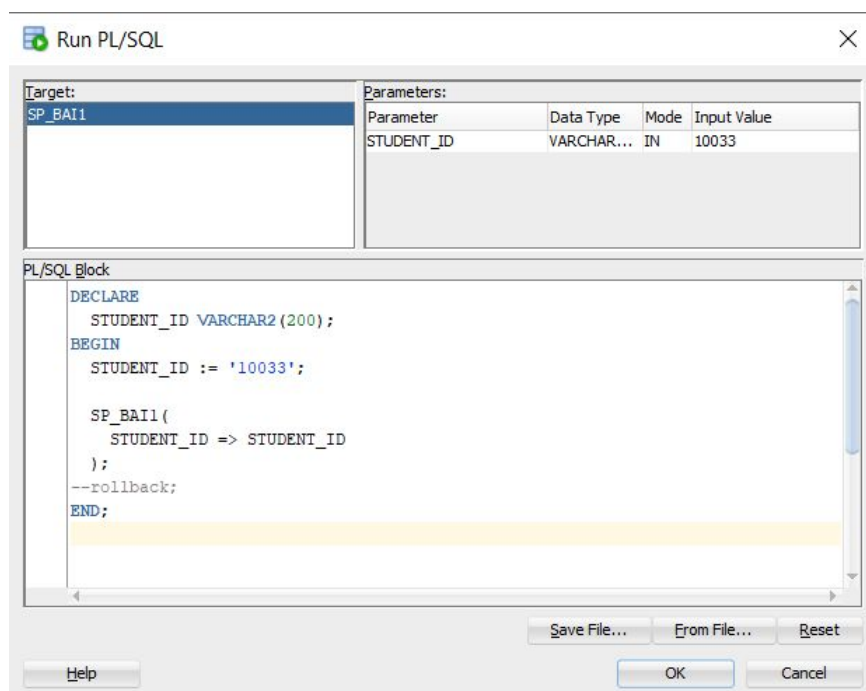 Run PL/SQL
Target:
SP_BAI1
Parameters:
Parameter Data Type Mode Input Value
STUDENT_ID VARCHAR... IN 10033
PL/SQL Block
DECLARE
STUDENT_ID VARCHAR2(200);
BEGIN
STUDENT_ID := '10033';
SP_BAI1(
STUDENT_ID => STUDENT_ID
);
--rollback;
END;
Save File... From File... Reset
Help OK Cancel